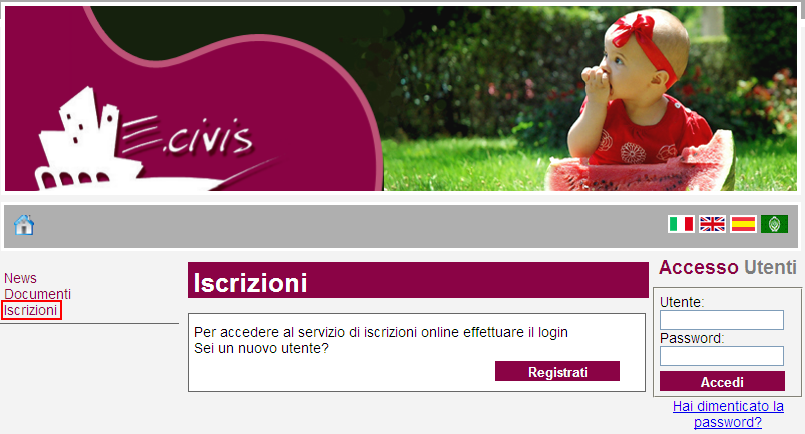 E.civis
News
Documenti
Iscrizioni
Iscrizioni
Per accedere al servizio di iscrizioni online effettuare il login
Sei un nuovo utente?
Registrati
Accesso Utenti
Utente:
Password:
Accedi
Hai dimenticato la
password?